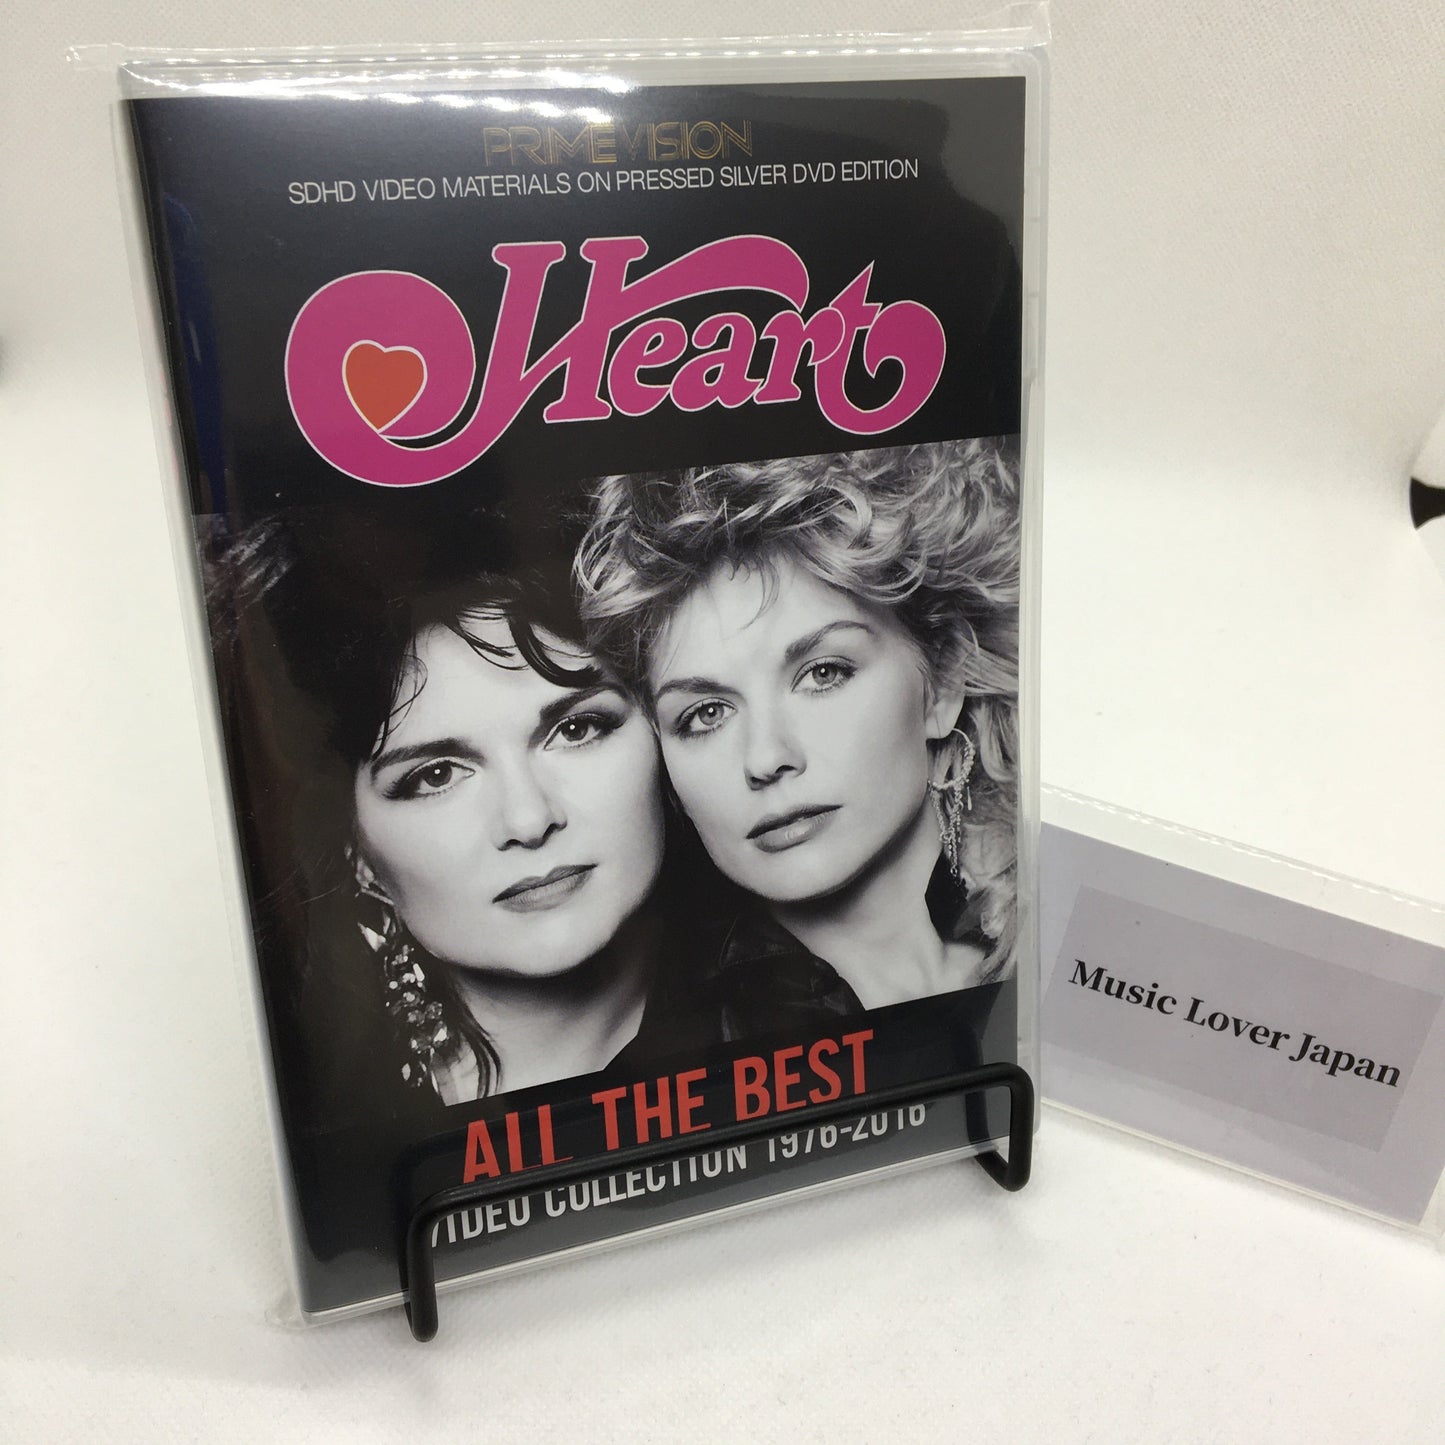 PRIMEVISION
SDHD VIDEO MATERIALS ON PRESSED SILVER DVD EDITION
Heart
ALL THE BEST
VIDEO COLLECTION 1976-2016
Music Lover Japan